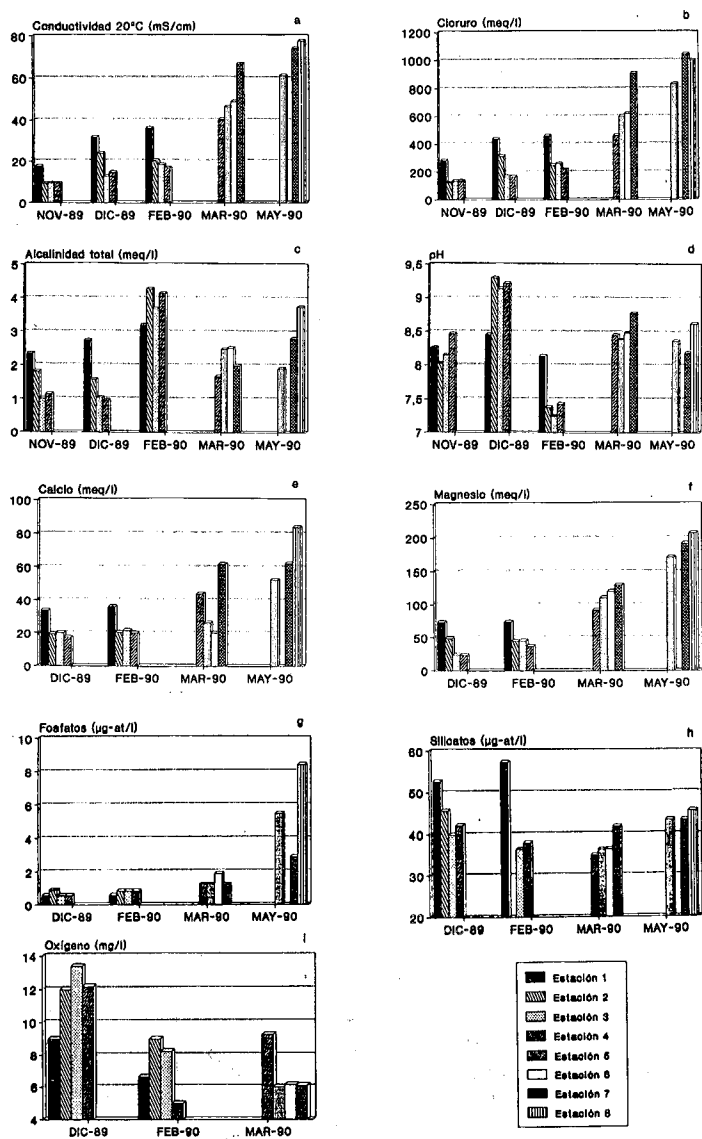 Conductividad 20ºC (mS/cm)
a
80
60
40
20
0
NOV-89 DIC-89 FEB-90 MAR-90 MAY-90
Cloruro (meq/l)
b
1200
1000
800
600
400
200
0
NOV-89 DIC-89 FEB-90 MAR-90 MAY-90
Alcalinidad total (meq/l)
c
5
4
3
2
1
0
NOV-89 DIC-89 FEB-90 MAR-90 MAY-90
pH
d
9,5
9
8,5
8
7,5
7
NOV-89 DIC-89 FEB-90 MAR-90 MAY-90
Calcio (meq/l)
e
100
80
60
40
20
0
DIC-89 FEB-90 MAR-90 MAY-90
Magnesio (meq/l)
f
250
200
150
100
50
0
DIC-89 FEB-90 MAR-90 MAY-90
Fosfatos (µg-at/l)
g
10
8
6
4
2
0
DIC-89 FEB-90 MAR-90 MAY-90
Silicatos (µg-at/l)
h
60
50
40
30
20
DIC-89 FEB-90 MAR-90 MAY-90
Oxígeno (mg/l)
i
14
12
10
8
6
4
DIC-89 FEB-90 MAR-90
Estación 1
Estación 2
Estación 3
Estación 4
Estación 5
Estación 6
Estación 7
Estación 8